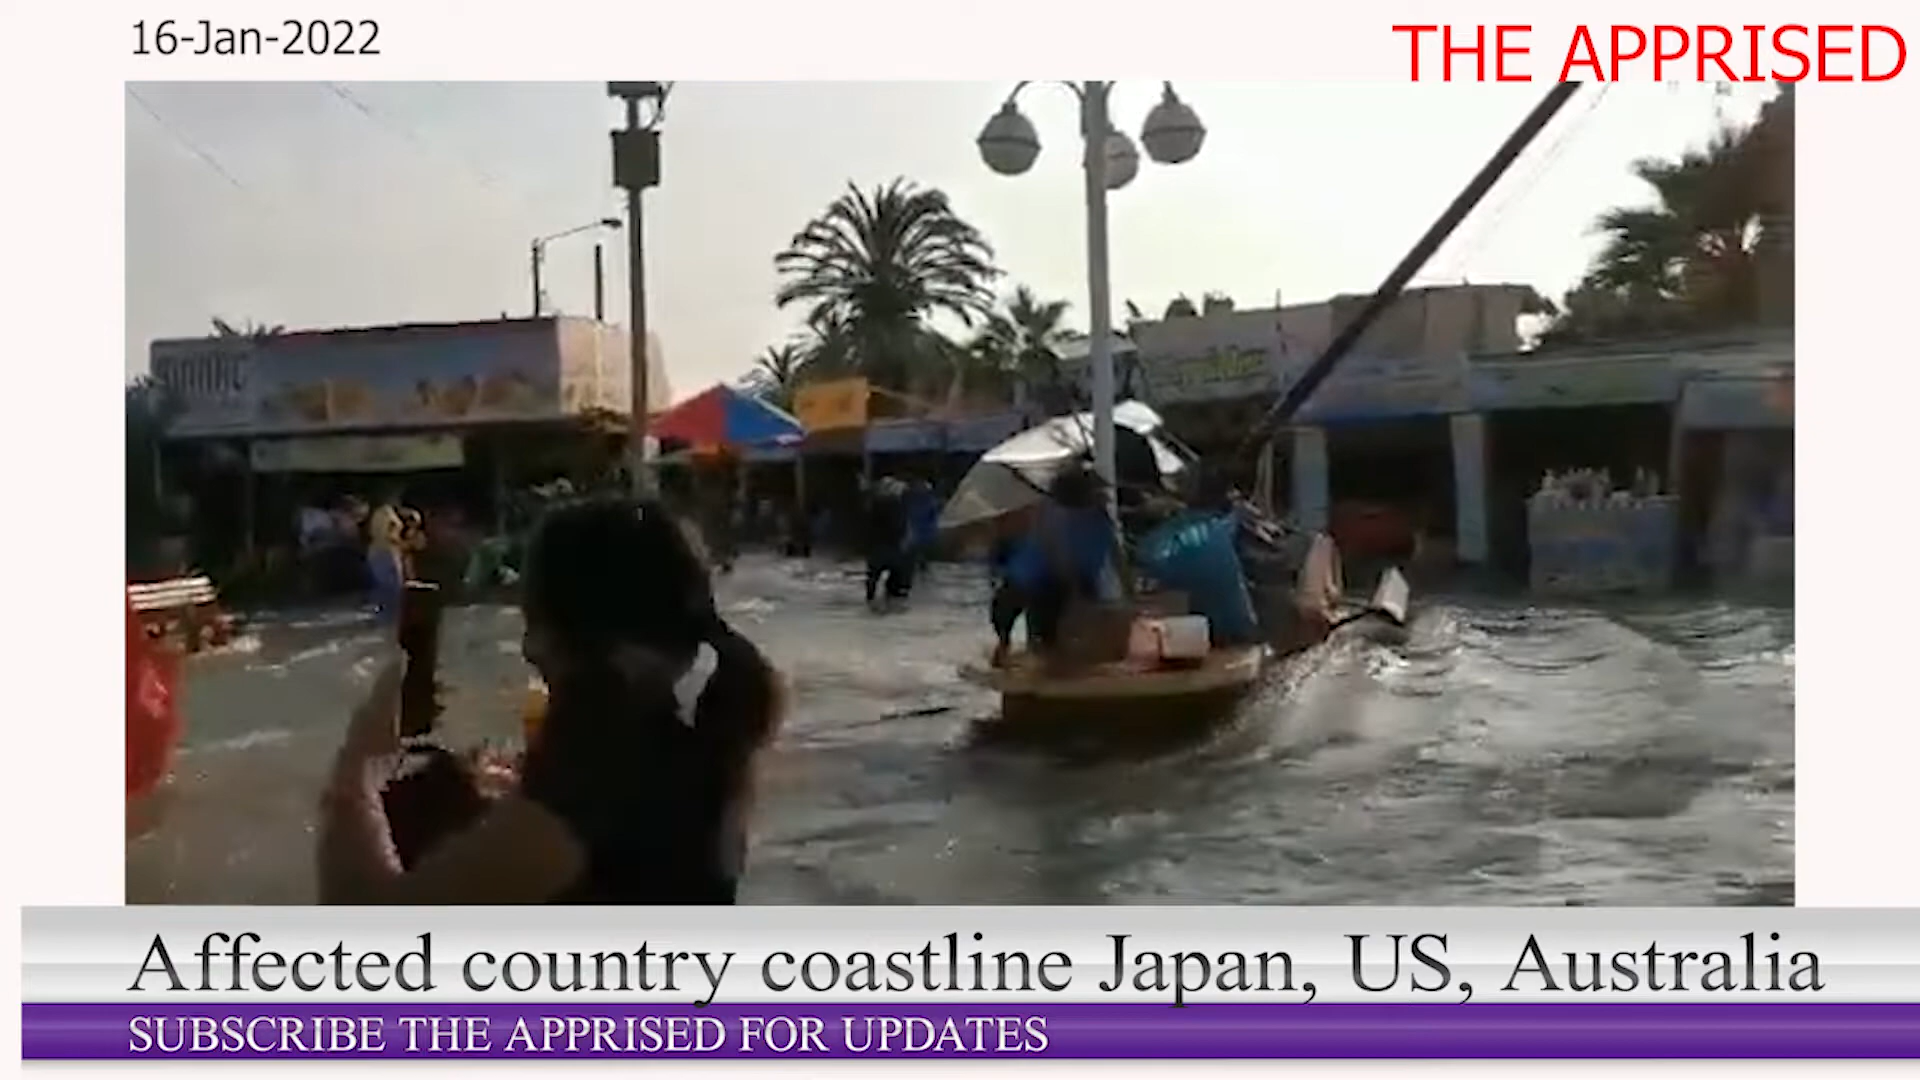 16-Jan-2022
THE APPRISED
Affected country coastline Japan, US, Australia
SUBSCRIBE THE APPRISED FOR UPDATES